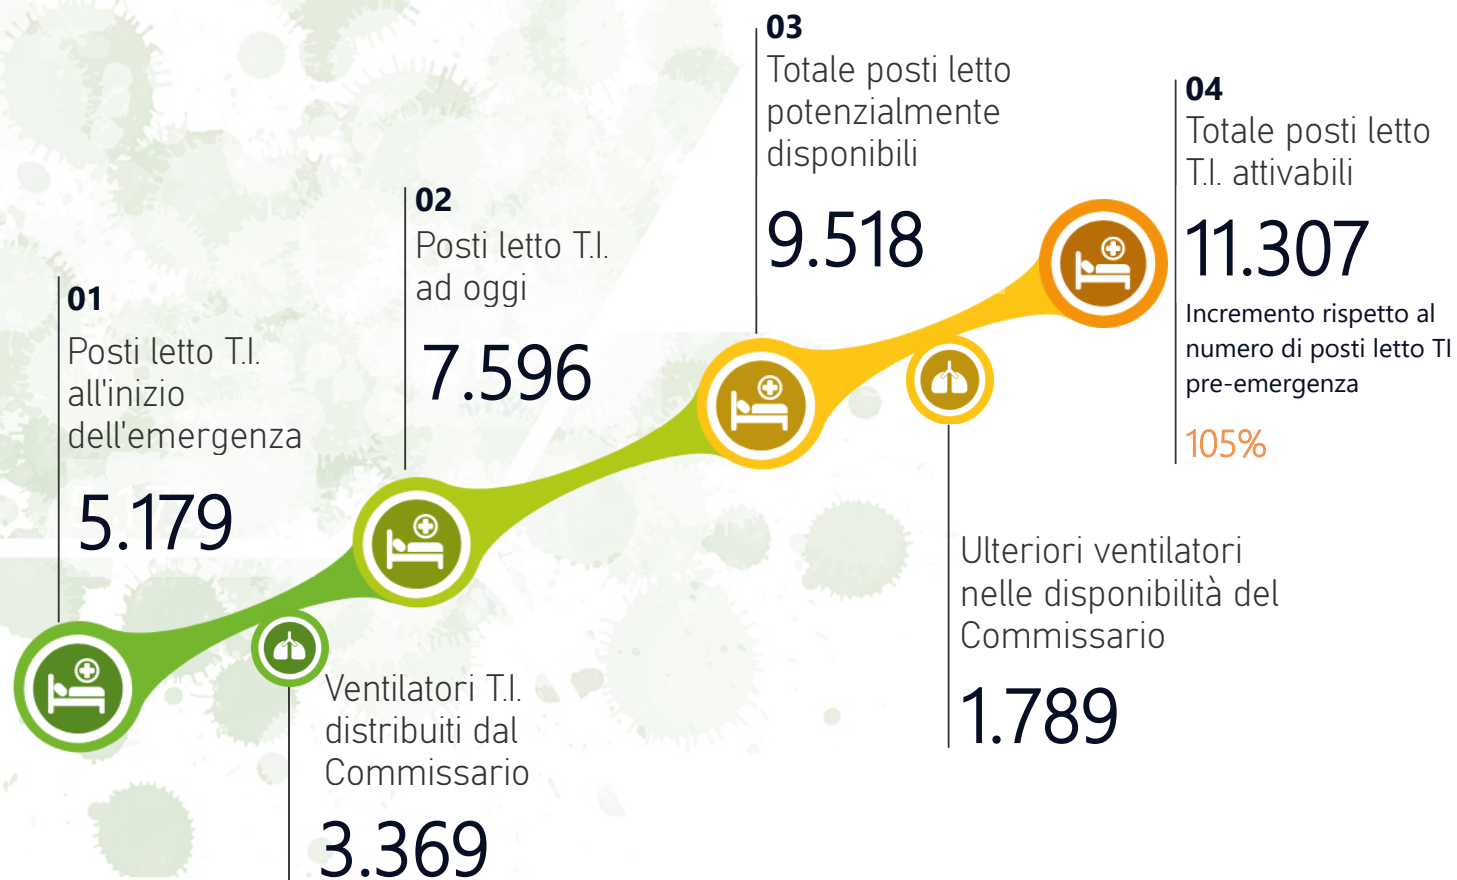 01
Posti letto T.I.
all'inizio
dell'emergenza
5.179
Ventilatori T.I.
distribuiti dal
Commissario
3.369
02
Posti letto T.I.
ad oggi
7.596
03
Totale posti letto
potenzialmente
disponibili
9.518
Ulteriori ventilatori
nelle disponibilità del
Commissario
1.789
04
Totale posti letto
T.I. attivabili
11.307
Incremento rispetto al
numero di posti letto TI
pre-emergenza
105%